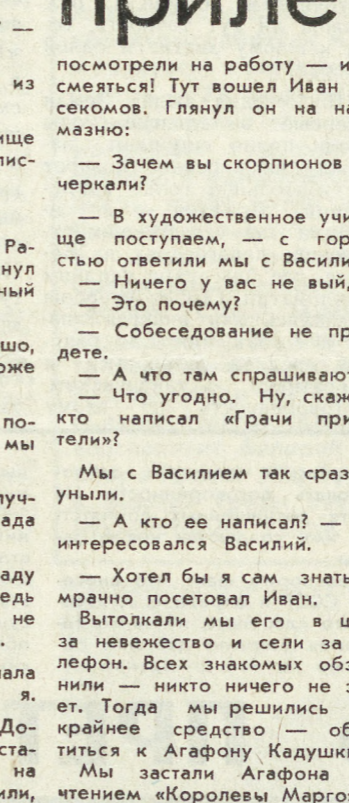 приле
из
ище
лис-
Ра-
нул
ный
шо,
оже
по-
мы
луч-
ада
аду
едь
не
ала
я.
До-
ста-
на
или,
посмотрели на работу — и
смеяться! Тут вошел Иван
секомов. Глянул он на на
мазню:
— Зачем вы скорпионов
черкали?
— В художественное учи
ще поступаем, — с гор
стью ответили мы с Васили
— Ничего у вас не вый,
— Это почему?
— Собеседование не пр
дете.
— А что там спрашивают
— Что угодно. Ну, скаж
кто написал «Грачи при
тели»?
Мы с Василием так сраз
уныли.
— А кто ее написал? —
интересовался Василий.
— Хотел бы я сам знать
мрачно посетовал Иван.
Вытолкали мы его в ш
за невежество и сели за
лефон. Всех знакомых обз
нили — никто ничего не з
ет. Тогда мы решились
крайнее средство — об
титься к Агафону Кадушки
Мы застали Агафона
чтением «Королевы Марго